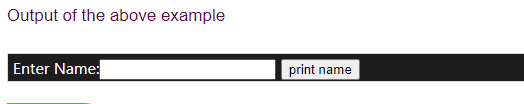 Output of the above example
Enter Name: print name